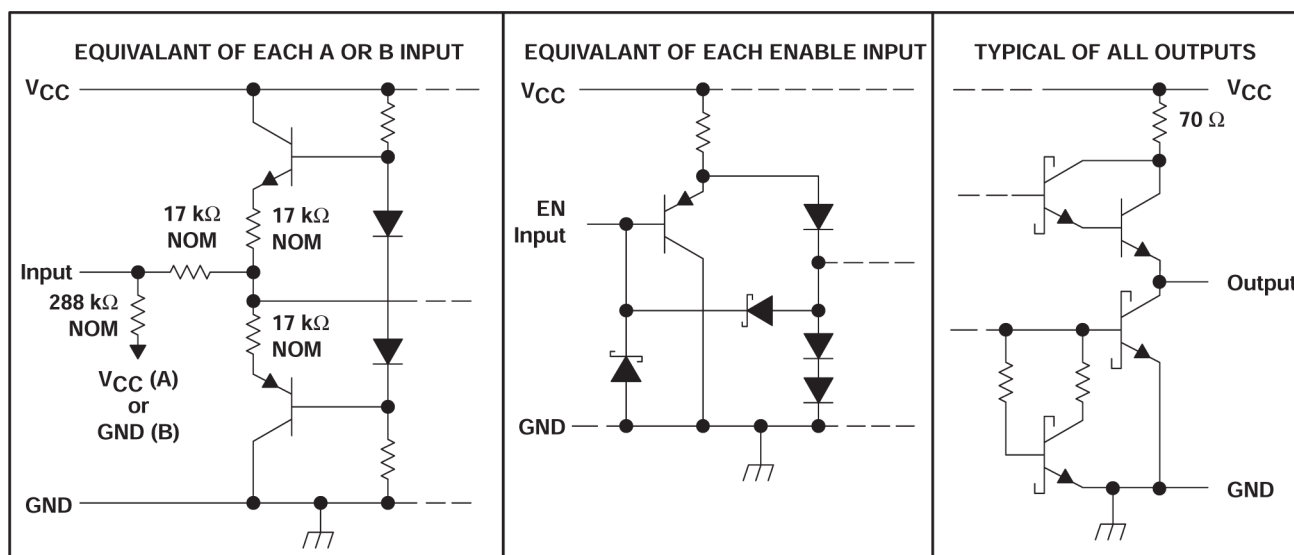 EQUIVALANT OF EACH A OR B INPUT
VCC
17 kΩ
NOM
17 kΩ
NOM
Input
288 kΩ
NOM
17 kΩ
NOM
VCC (A)
or
GND (B)
GND
EQUIVALANT OF EACH ENABLE INPUT
VCC
EN
Input
GND
TYPICAL OF ALL OUTPUTS
VCC
70 Ω
Output
GND